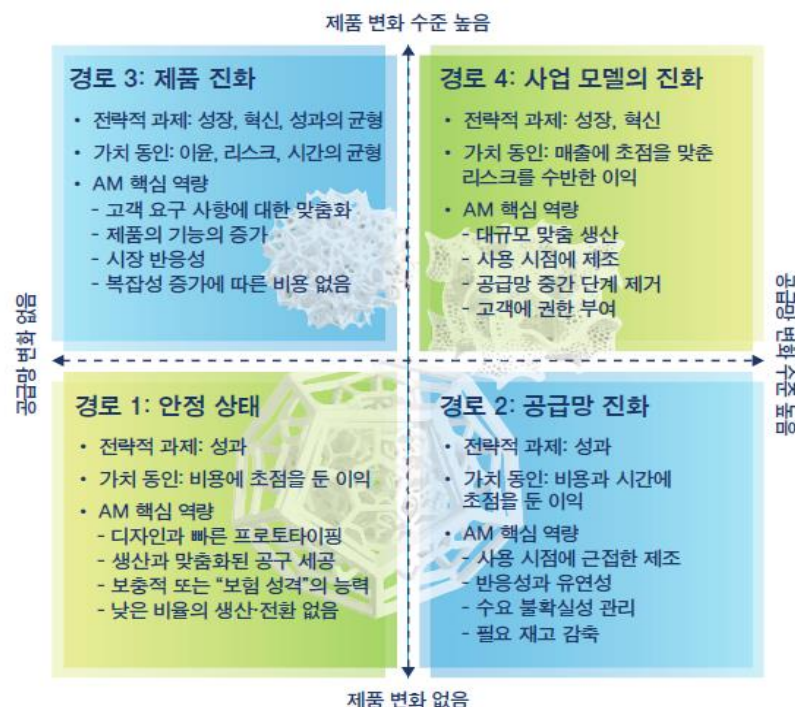 제품 변화 수준 높음
경로 3: 제품 진화
• 전략적 과제: 성장, 혁신, 성과의 균형
• 가치 동인: 이윤, 리스크, 시간의 균형
• AM 핵심 역량
- 고객 요구 사항에 대한 맞춤화
- 제품의 기능의 증가
- 시장 반응성
- 복잡성 증가에 따른 비용 없음
경로 4: 사업 모델의 진화
• 전략적 과제: 성장, 혁신
• 가치 동인: 매출에 초점을 맞춘
리스크를 수반한 이익
• AM 핵심 역량
- 대규모 맞춤 생산
- 사용 시점에 제조
- 공급망 중간 단계 제거
- 고객에 권한 부여
공급망 변화 없음
공급망 변화 수준 높음
경로 1: 안정 상태
• 전략적 과제: 성과
• 가치 동인: 비용에 초점을 둔 이익
• AM 핵심 역량
- 디자인과 빠른 프로토타이핑
- 생산과 맞춤화된 공구 세공
- 보충적 또는 “보험 성격”의 능력
- 낮은 비율의 생산·전환 없음
경로 2: 공급망 진화
• 전략적 과제: 성과
• 가치 동인: 비용과 시간에
초점을 둔 이익
• AM 핵심 역량
- 사용 시점에 근접한 제조
- 반응성과 유연성
- 수요 불확실성 관리
- 필요 재고 감축
제품 변화 없음